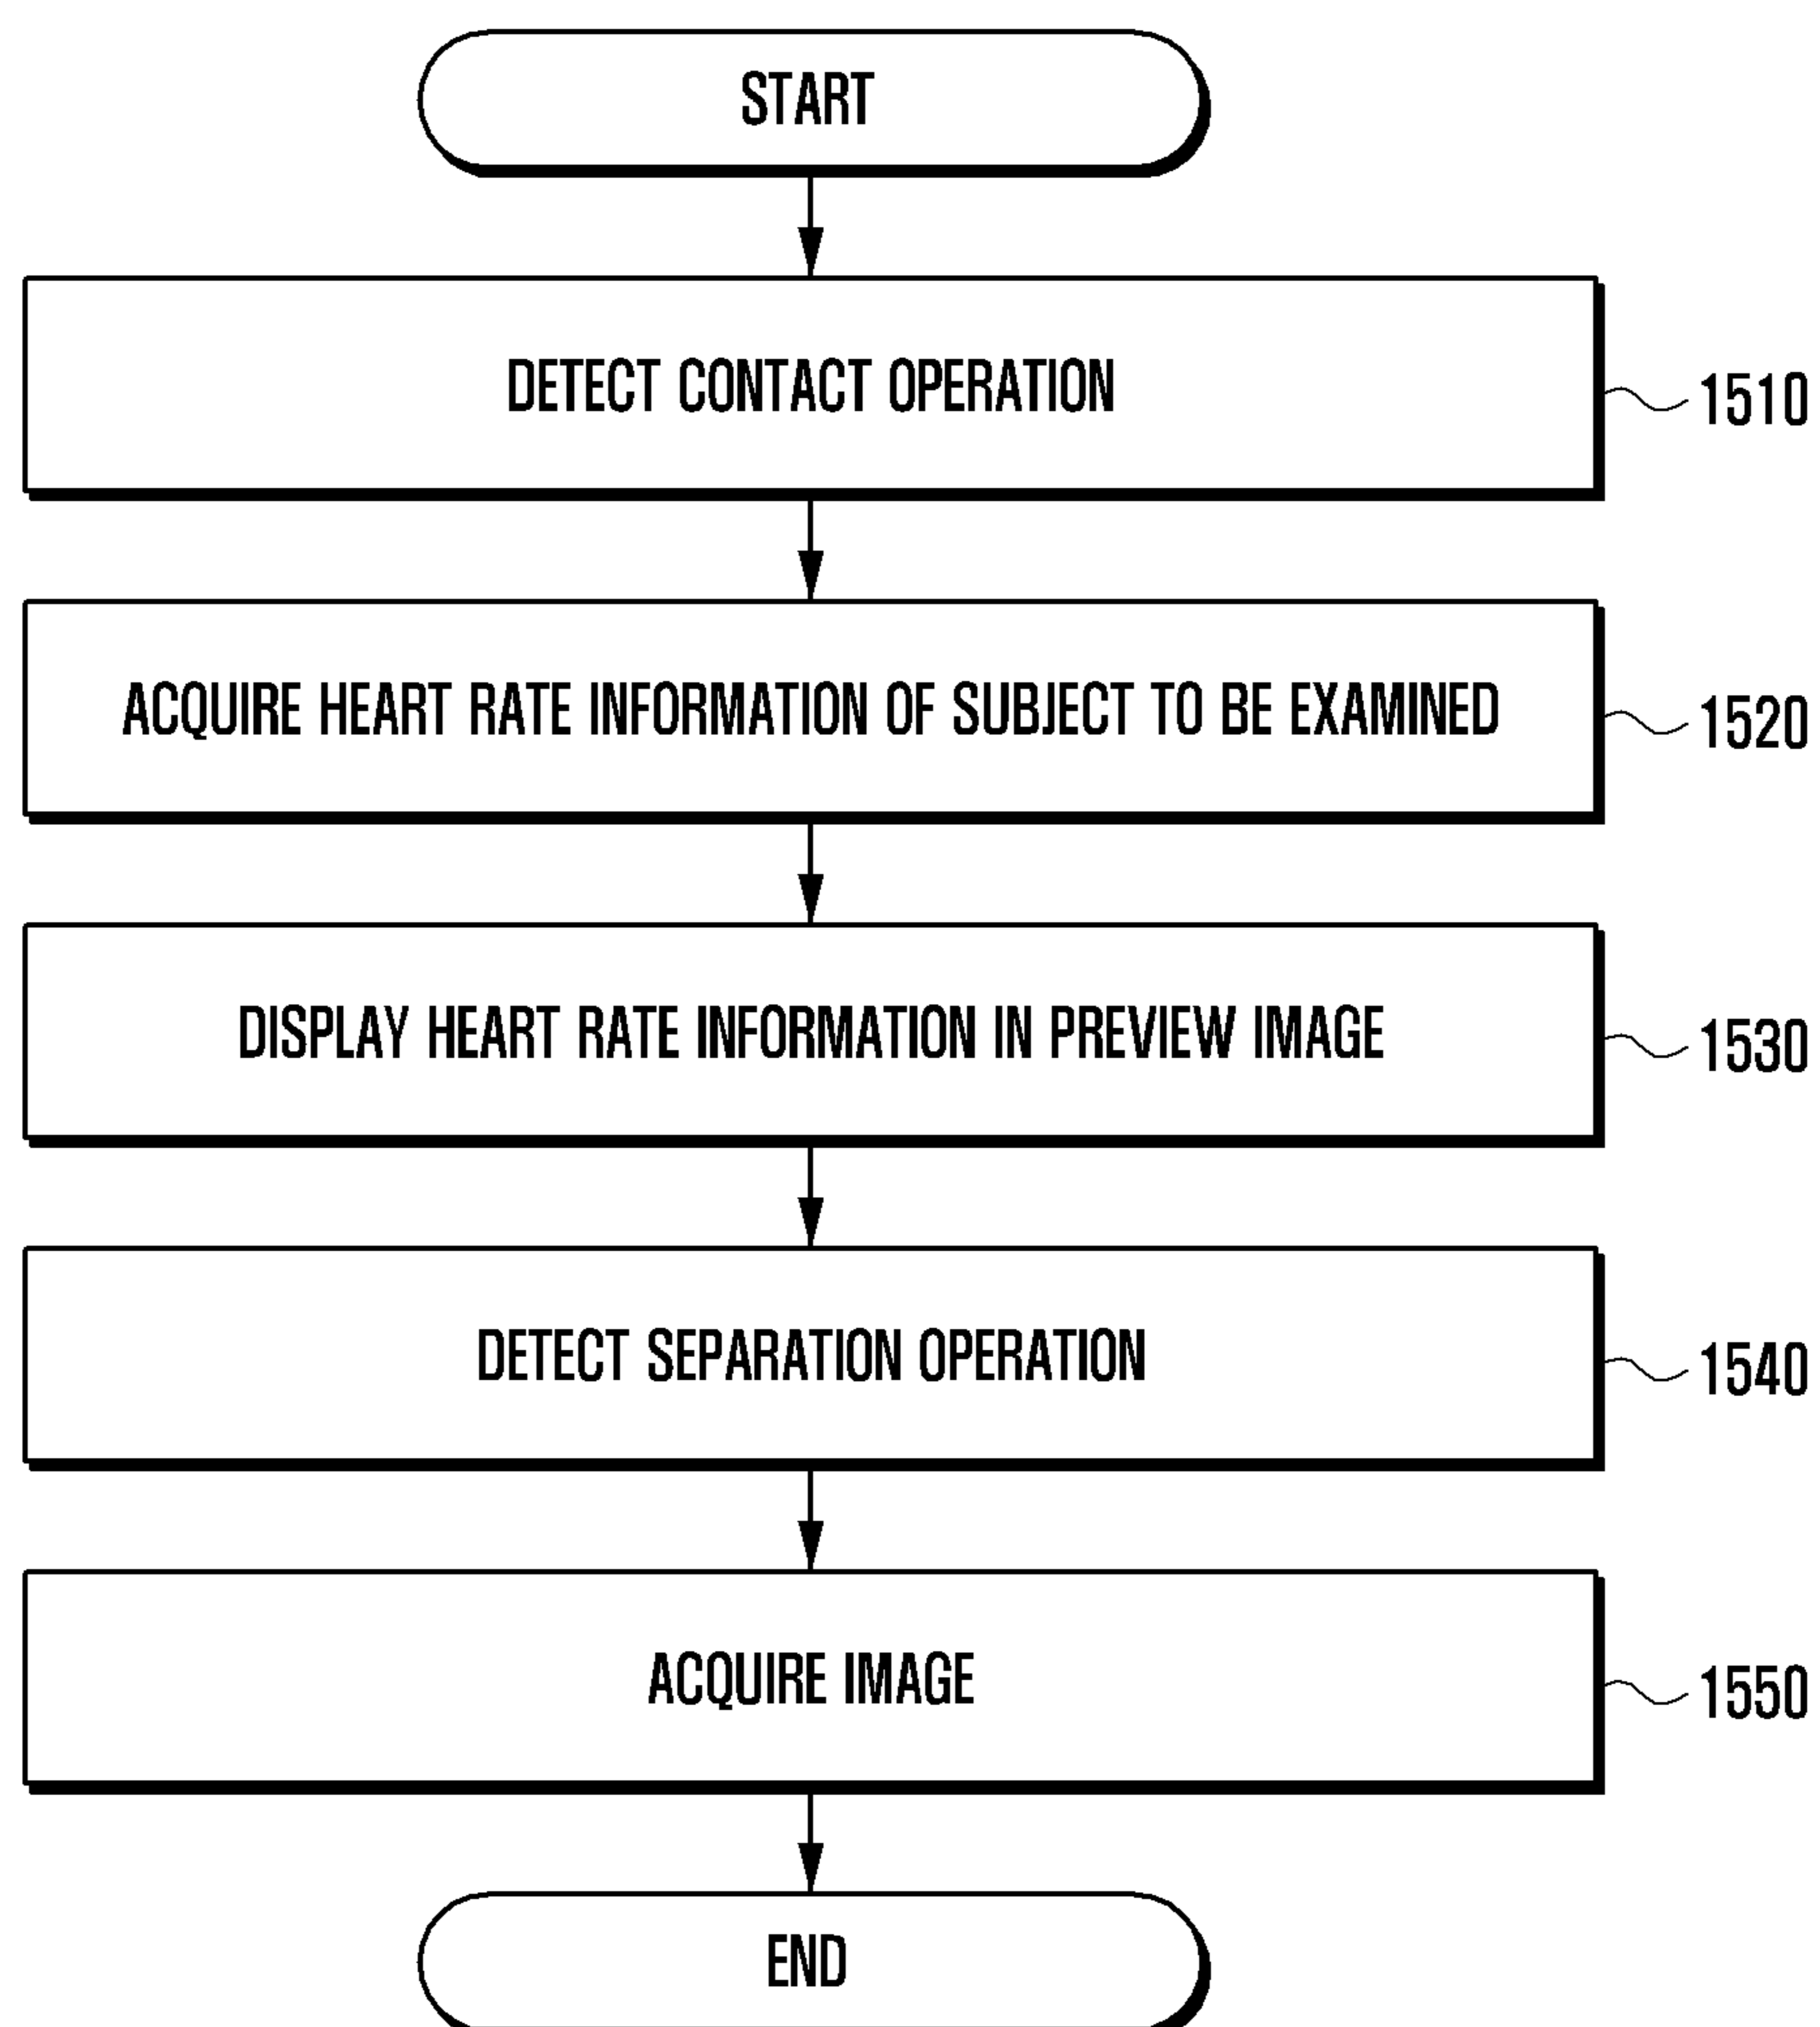 START
DETECT CONTACT OPERATION
1510
ACQUIRE HEART RATE INFORMATION OF SUBJECT TO BE EXAMINED
1520
DISPLAY HEART RATE INFORMATION IN PREVIEW IMAGE
1530
DETECT SEPARATION OPERATION
1540
ACQUIRE IMAGE
1550
END